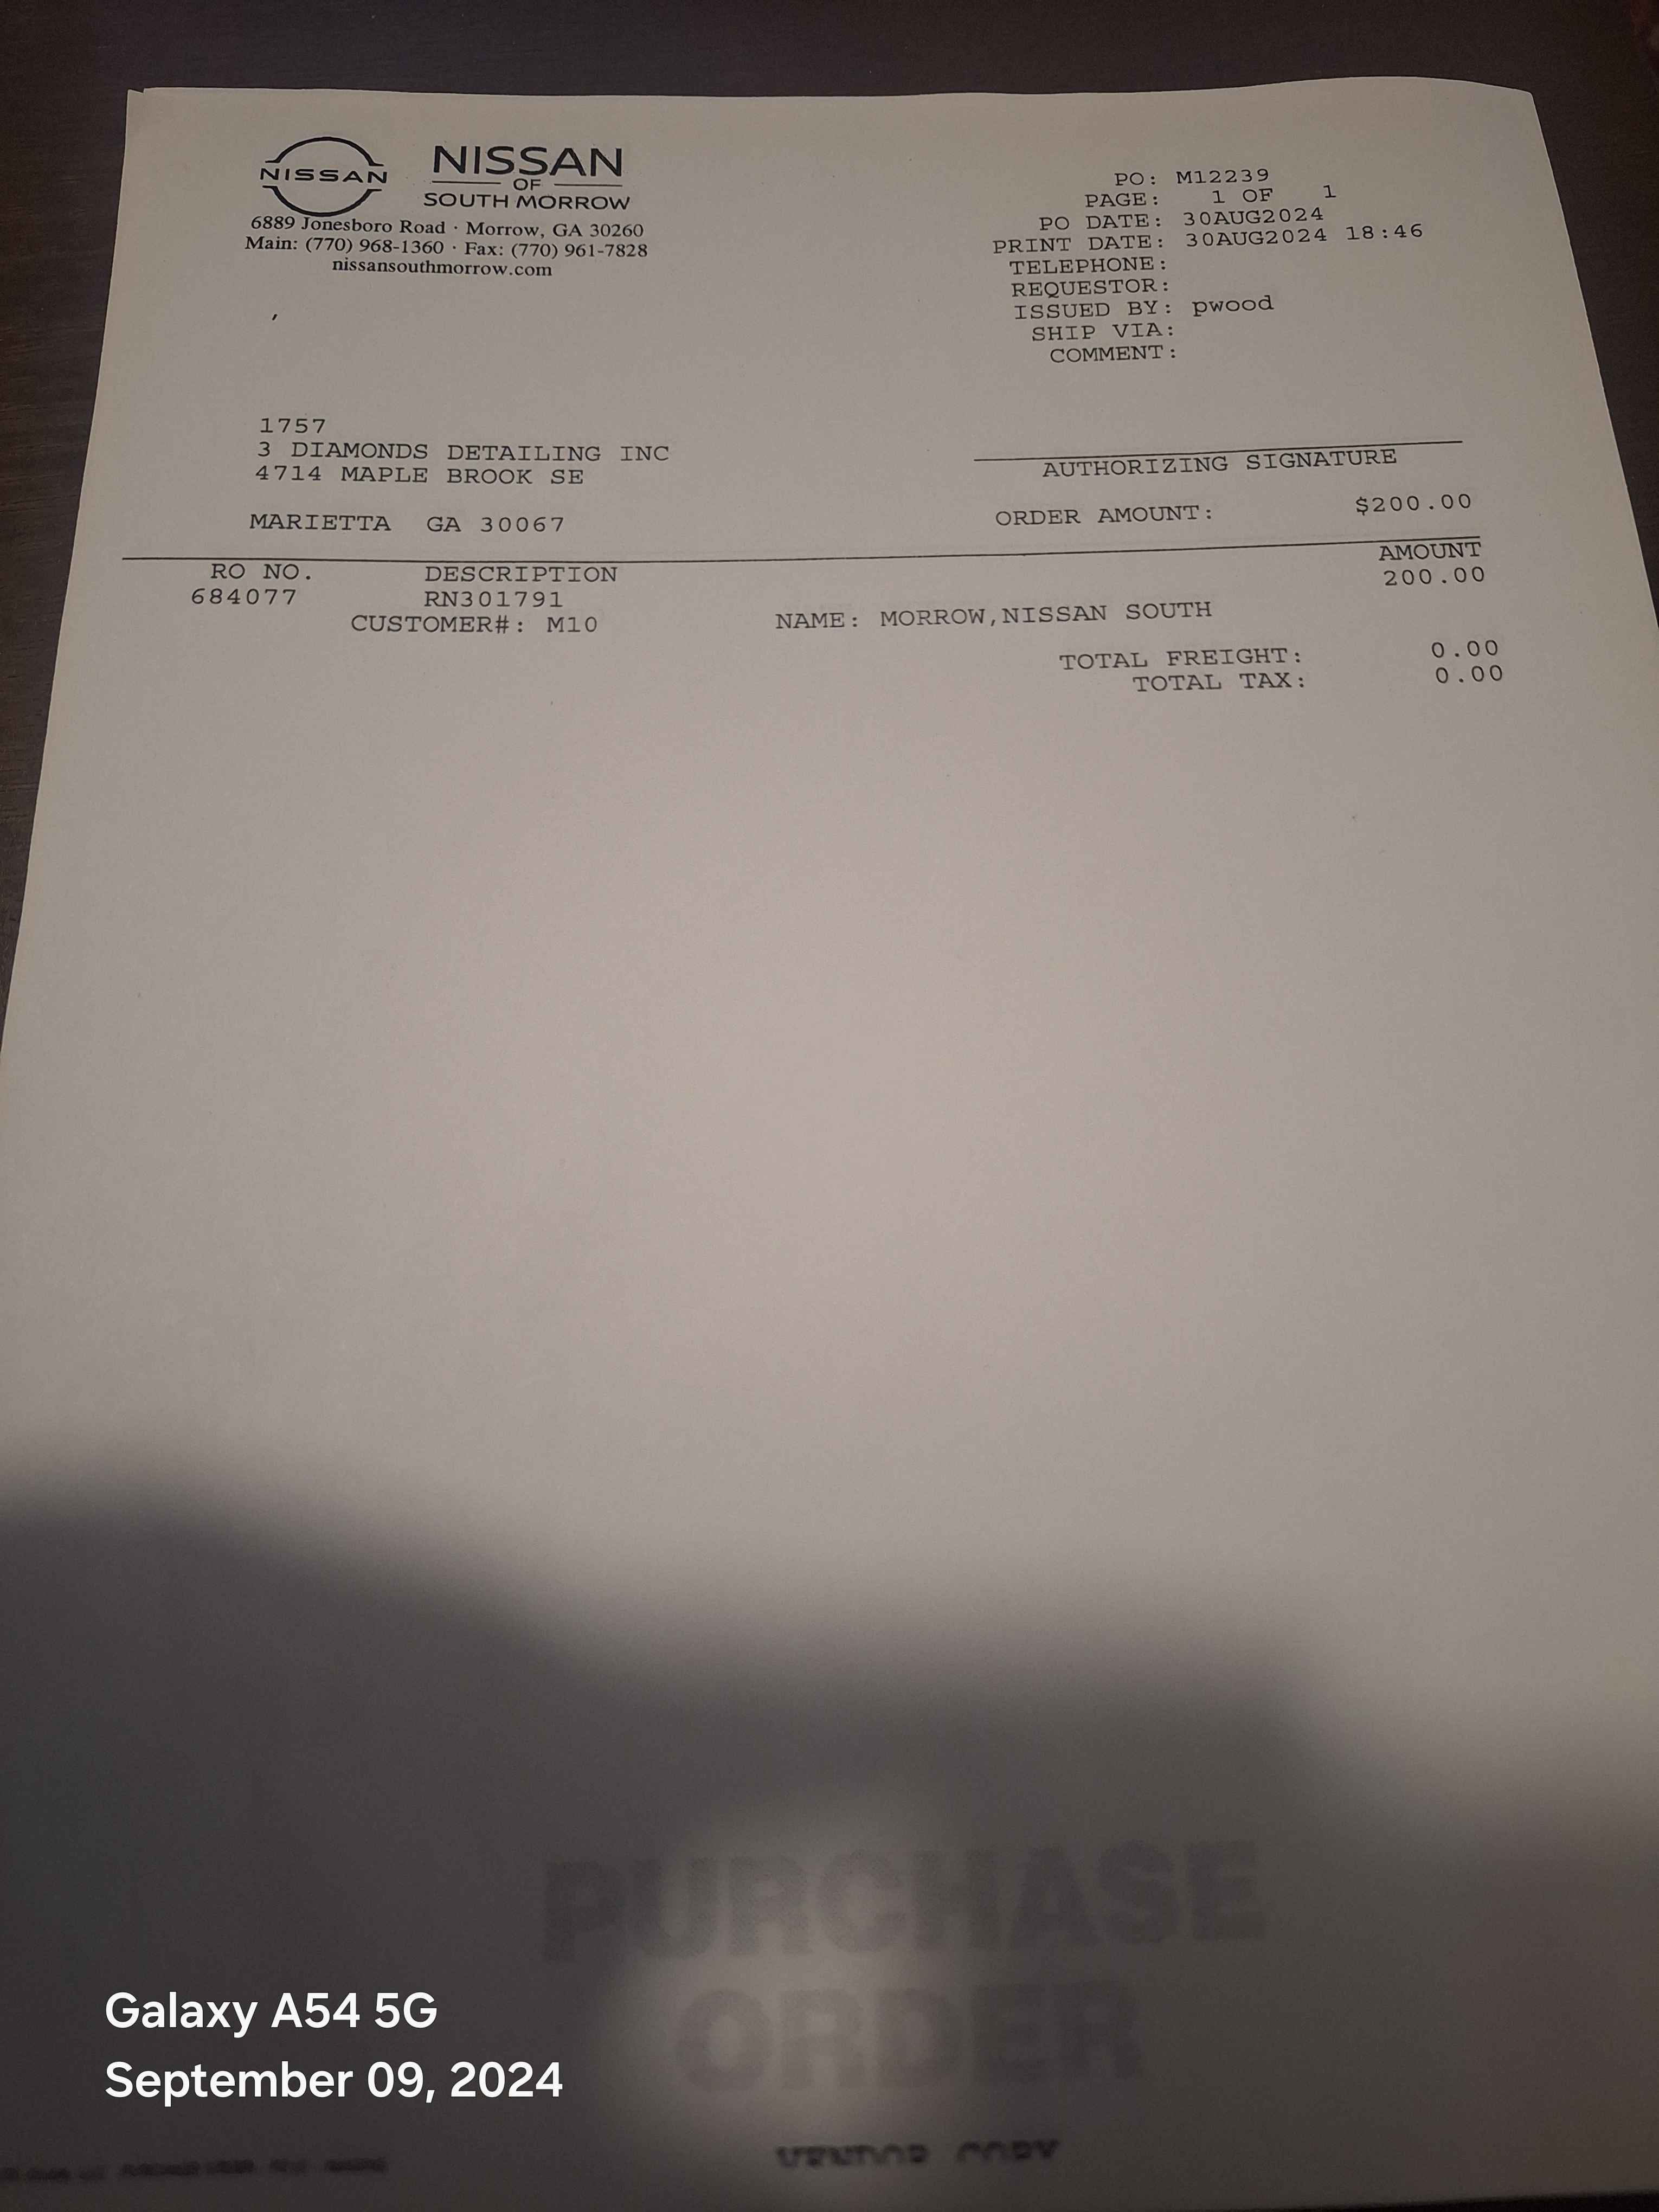 NISSAN
NISSAN
OF
SOUTH MORROW
6889 Jonesboro Road · Morrow, GA 30260
Main: (770) 968-1360 · Fax: (770) 961-7828
nissansouthmorrow.com
PO: M12239
PAGE: 1 OF 1
PO DATE: 30AUG2024
PRINT DATE: 30AUG2024 18:46
TELEPHONE:
REQUESTOR:
ISSUED BY: pwood
SHIP VIA:
COMMENT:
1757
3 DIAMONDS DETAILING INC
4714 MAPLE BROOK SE
MARIETTA GA 30067
AUTHORIZING SIGNATURE
ORDER AMOUNT: $200.00
RO NO. DESCRIPTION AMOUNT
684077 RN301791 200.00
CUSTOMER#: M10 NAME: MORROW,NISSAN SOUTH
TOTAL FREIGHT: 0.00
TOTAL TAX: 0.00
PURCHASE
ORDER
VENDOR COPY
Galaxy A54 5G
September 09, 2024